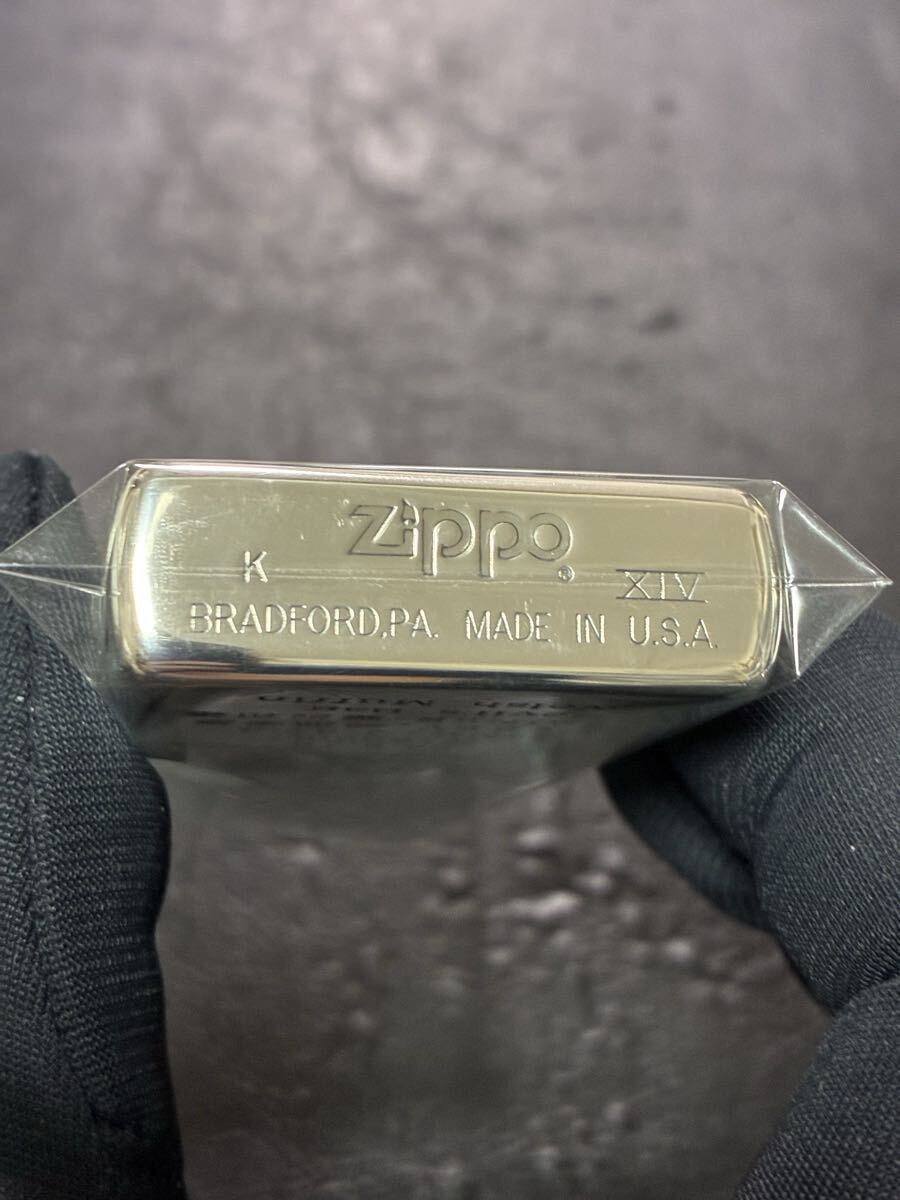 Zippo ®
K XIV
BRADFORD,PA. MADE IN U.S.A.